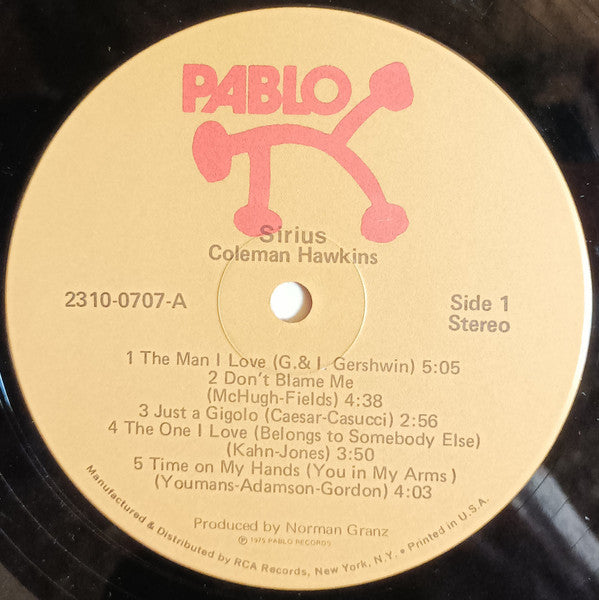 PABLO
Sirius
Coleman Hawkins
2310-0707-A
Side 1
Stereo
1 The Man I Love (G.& I. Gershwin) 5:05
2 Don't Blame Me
(McHugh-Fields) 4:38
3 Just a Gigolo (Caesar-Casucci) 2:56
4 The One I Love (Belongs to Somebody Else)
(Kahn-Jones) 3:50
5 Time on My Hands (You in My Arms)
(Youmans-Adamson-Gordon) 4:03
Produced by Norman Granz
℗ 1975 PABLO RECORDS
Manufactured & Distributed by RCA Records, New York, N.Y. • Printed in U.S.A.